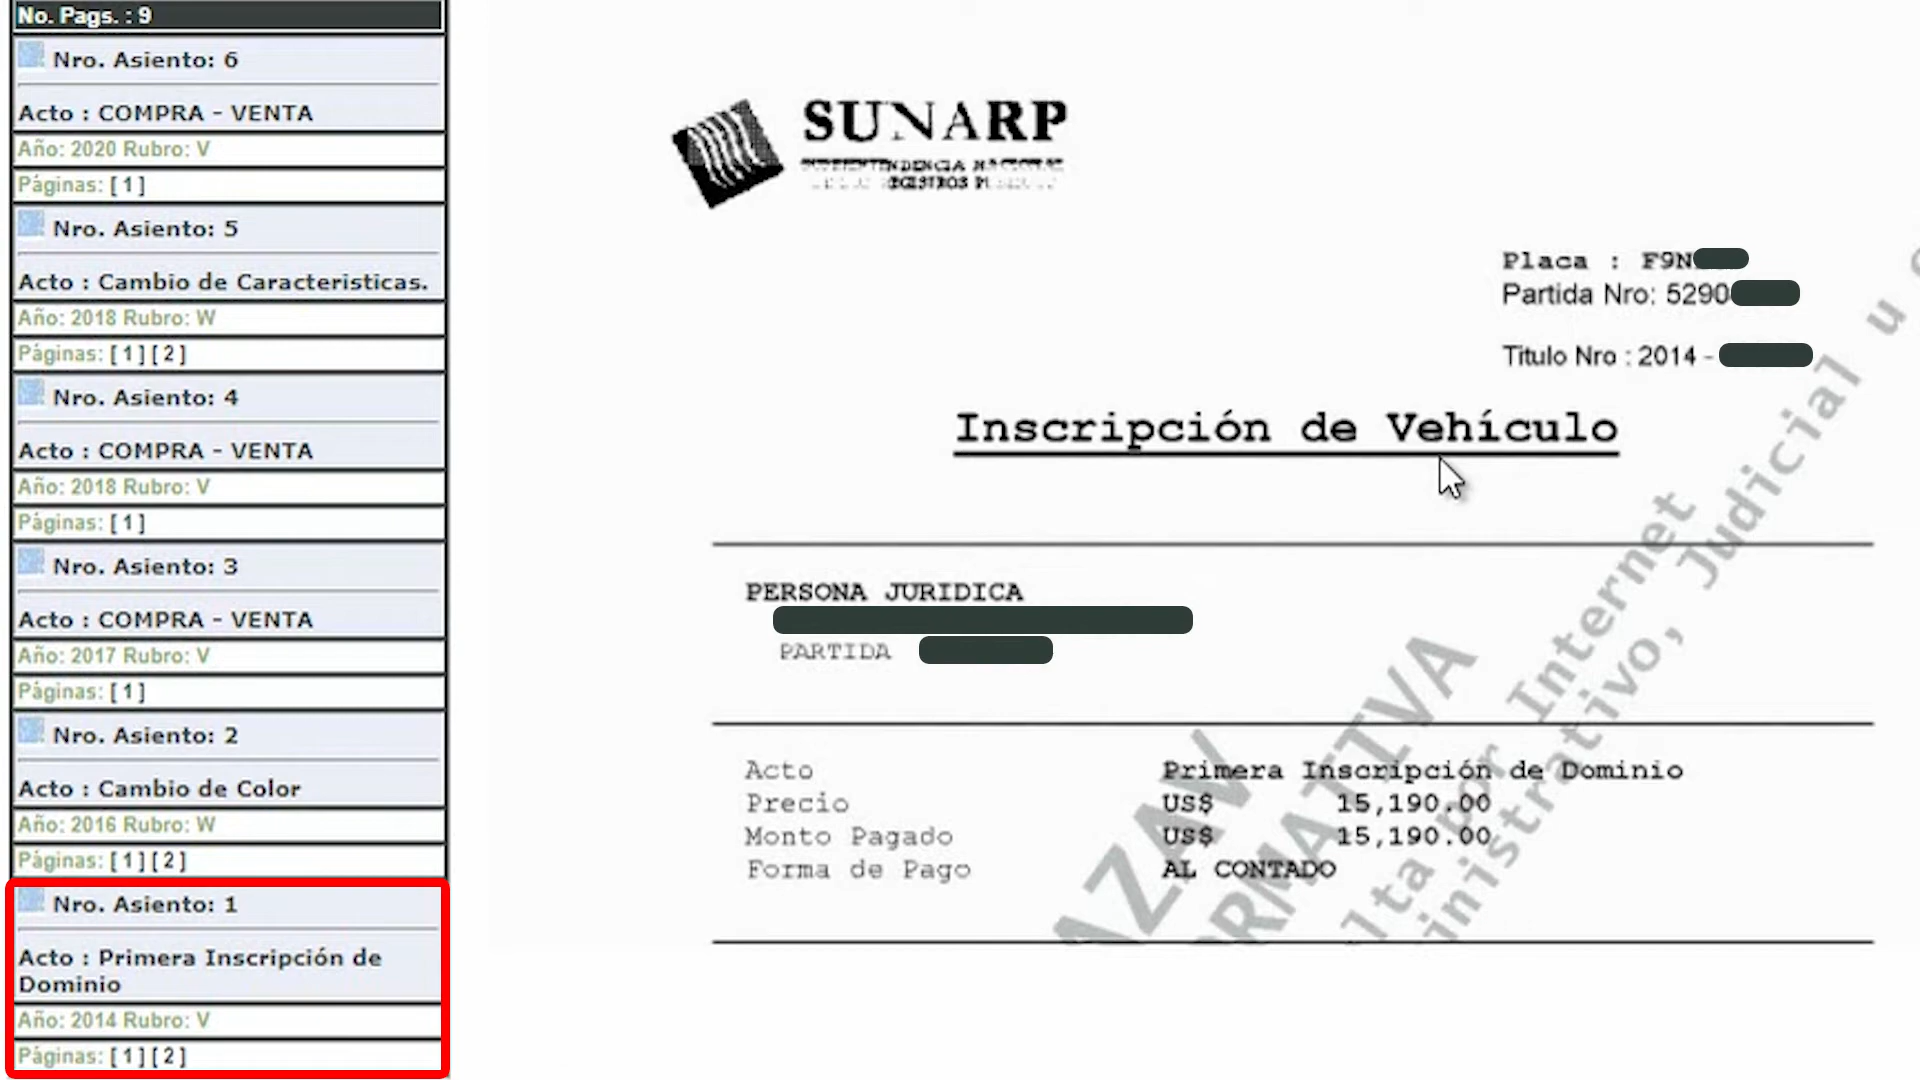 No. Pags. : 9
Nro. Asiento: 6
Acto : COMPRA - VENTA
Año: 2020 Rubro: V
Páginas: [ 1 ]
Nro. Asiento: 5
Acto : Cambio de Caracteristicas.
Año: 2018 Rubro: W
Páginas: [ 1 ] [ 2 ]
Nro. Asiento: 4
Acto : COMPRA - VENTA
Año: 2018 Rubro: V
Páginas: [ 1 ]
Nro. Asiento: 3
Acto : COMPRA - VENTA
Año: 2017 Rubro: V
Páginas: [ 1 ]
Nro. Asiento: 2
Acto : Cambio de Color
Año: 2016 Rubro: W
Páginas: [ 1 ] [ 2 ]
Nro. Asiento: 1
Acto : Primera Inscripción de
Dominio
Año: 2014 Rubro: V
Páginas: [ 1 ] [ 2 ]
SUNARP
SUPERINTENDENCIA NACIONAL
REGISTROS
Placa : F9N
Partida Nro: 5290
Titulo Nro : 2014 -
Inscripción de Vehículo
PERSONA JURIDICA
PARTIDA
Acto Primera Inscripción de Dominio
Precio US$ 15,190.00
Monto Pagado US$ 15,190.00
Forma de Pago AL CONTADO
por Internet
Judicial u